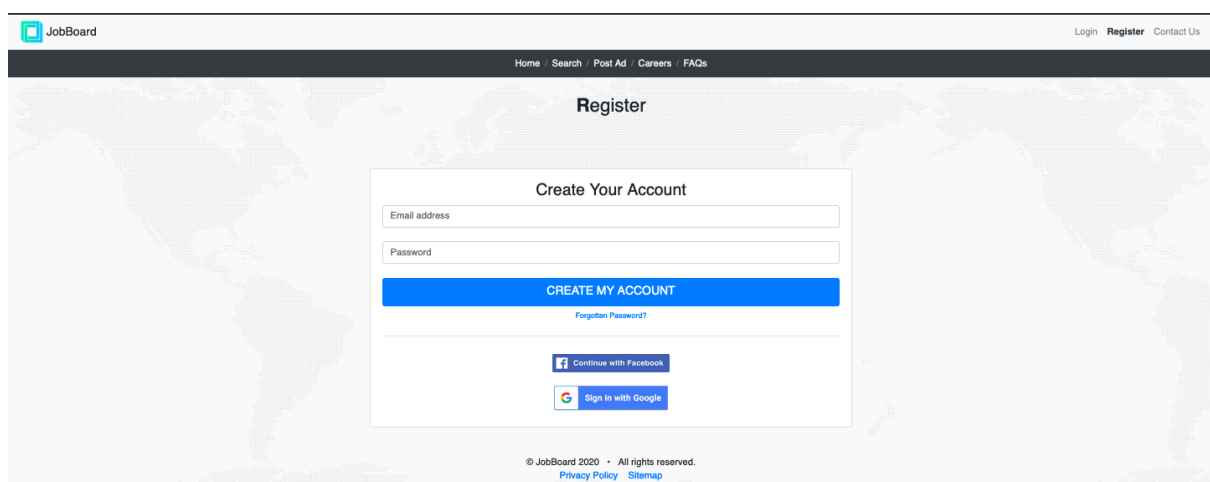 JobBoard
Login Register Contact Us
Home / Search / Post Ad / Careers / FAQs
Register
Create Your Account
Email address
Password
CREATE MY ACCOUNT
Forgotten Password?
Continue with Facebook
Sign in with Google
© JobBoard 2020 · All rights reserved.
Privacy Policy Sitemap